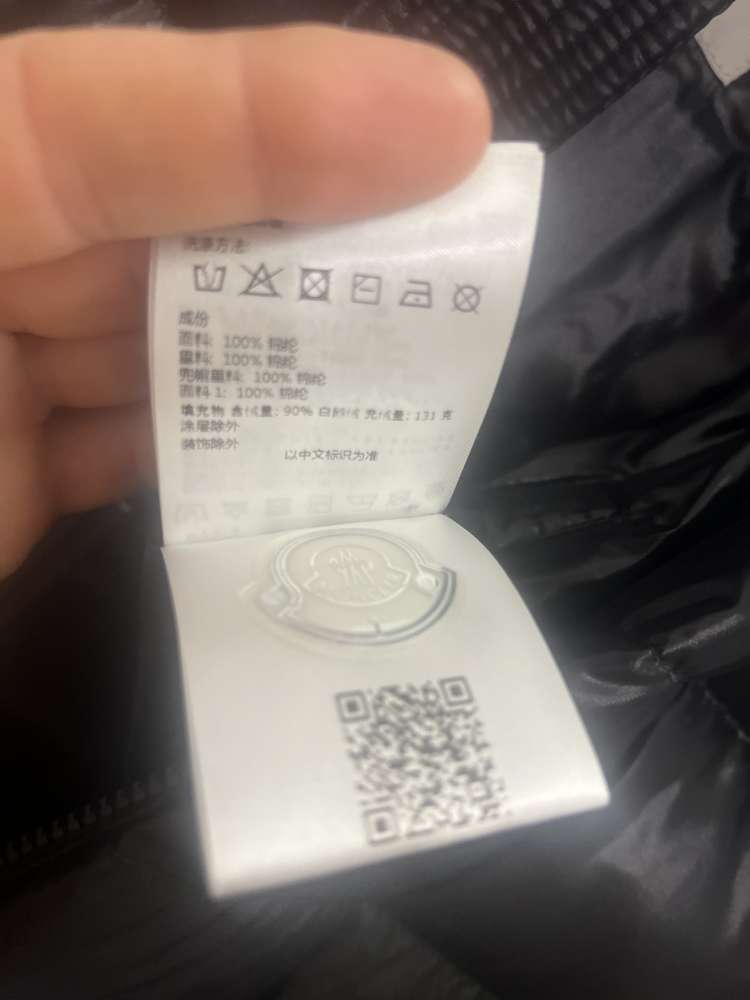 洗涤方法:
成份
面料: 100% 锦纶
里料: 100% 锦纶
兜帽里料: 100% 锦纶
面料 1: 100% 锦纶
填充物 含绒量: 90% 白鹅绒 充绒量: 131 克
涂层除外
装饰除外
以中文标识为准